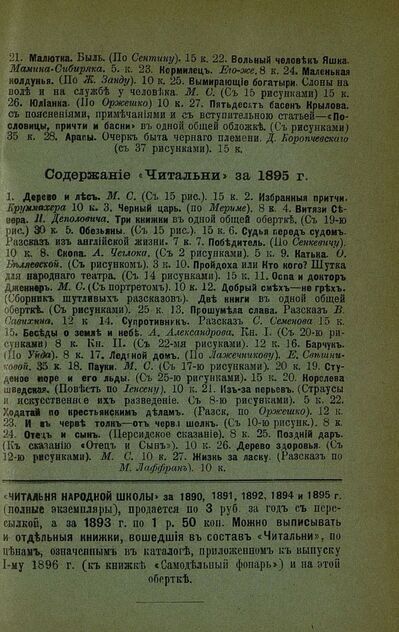 21. Малютка. Быль. (По Сентину). 15 к. 22. Вольный человѣкъ Яшка.
Мамина-Сибиряка. 5. к. 23. Кормилецъ. Его-же. 8 к. 24. Маленькая
колдунья. (По Ж. Занду). 10 к. 25. Вымирающіе богатыри. Слоны на
волѣ и на службѣ у человѣка. М. С. (Съ 15 рисунками) 15 к.
26. Юліанка. (По Оржешко) 10 к. 27. Пятьдесятъ басенъ Крылова.
съ поясненіями, примѣчаніями и съ вступительною статьею—«По-
словицы, притчи и басни» въ одной общей обложкѣ. (Съ рисунками)
35 к. 28. Арапы. Очеркъ быта чернаго племени. Д. Коропчевскаго
(съ 37 рисунками). 15 к.
Содержаніе «Читальни» за 1895 г.
1. Дерево и лѣсъ. М. С. (Съ 15 рис.). 15 к. 2. Избранныя притчи.
Круммахера 10 к. 3. Черный царь. (по Мериме). 8 к. 4. Витязи Сѣ-
вера. П. Деполовича. Три книжки въ одной общей оберткѣ. (Съ 19-ю
рис.) 30 к. 5. Обезьяны. (Съ 15 рис.). 15 к. 6. Судья передъ судомъ.
Разсказъ изъ англійской жизни. 7 к. 7. Побѣдитель. (По Сенкевичу).
10 к. 8. Скопа. А. Чеглока. (Съ 2 рисунками). 5 к. 9. Катька. О.
Бѣлявской. (Съ рисункомъ). 3 к. 10. Пройдоха или Кто кого? Шутка
для народнаго театра. (Съ 14 рисунками). 15 к. 11. Оспа и докторъ
Дженнеръ. М. С. (Съ портретомъ). 10 к. 12. Добрый смѣхъ—не грѣхъ.
(Сборникъ шутливыхъ разсказовъ). Двѣ книги въ одной общей
оберткѣ. (Съ рисунками). 25 к. 13. Прошумѣла слава. Разсказъ В.
Савихина. 12 к 14. Супротивникъ. Разсказъ С. Семенова 15 к.
15. Бесѣды о землѣ и небѣ. А. Александрова. Кн. I. (Съ 20-ю ри-
сунками) 8 к. Кн. II. (Съ 22-мя рисуками) 12 к. 16. Барчукъ.
(По Уйда). 8 к. 17. Ледяной домъ. (По Лажечникову). Е. Свѣшни-
ковой. 35 к. 18. Пауки. М. С. (Съ 17-ю рисунками). 20 к. 19. Сту-
деное море и его льды. (Съ 25-ю рисунками). 15 к. 20. Королева
шведская. (Повѣсть по Іенсену). 10 к. 21. Изъ-за перьевъ. (Страусы
и искусственное ихъ разведеніе. Съ 8-ю рисунками). 5 к. 22.
Ходатай по крестьянскимъ дѣламъ. (Разск, по Оржешко). 12 к.
23. И въ червѣ толкъ—отъ червя шолкъ. (Съ 10-ю рисунк.). 8 к.
24. Отецъ и сынъ. (Персидское сказаніе). 8 к. 25. Поздній даръ.
(Къ сказанію «Отецъ и Сынъ»). 10 к. 26. Дерево здоровья. (Съ
12-ю рисунками). М. С. 10 к. 27. Жизнь за ласку. (Разсказъ по
М. Лаффранъ). 10 к.
«ЧИТАЛЬНЯ НАРОДНОЙ ШКОЛЫ» за 1890, 1891, 1892, 1894 и 1895 г.
(полные экземпляры), продается по 3 руб. за годъ съ пере-
сылкой, а за 1893 г. по 1 р. 50 коп. Можно выписывать
и отдѣльныя книжки, вошедшія въ составъ «Читальни», по
цѣнамъ, означеннымъ въ каталогѣ, приложенномъ къ выпуску
I-му 1896 г. (къ книжкѣ «Самодѣльный фонарь») и на этой
оберткѣ.